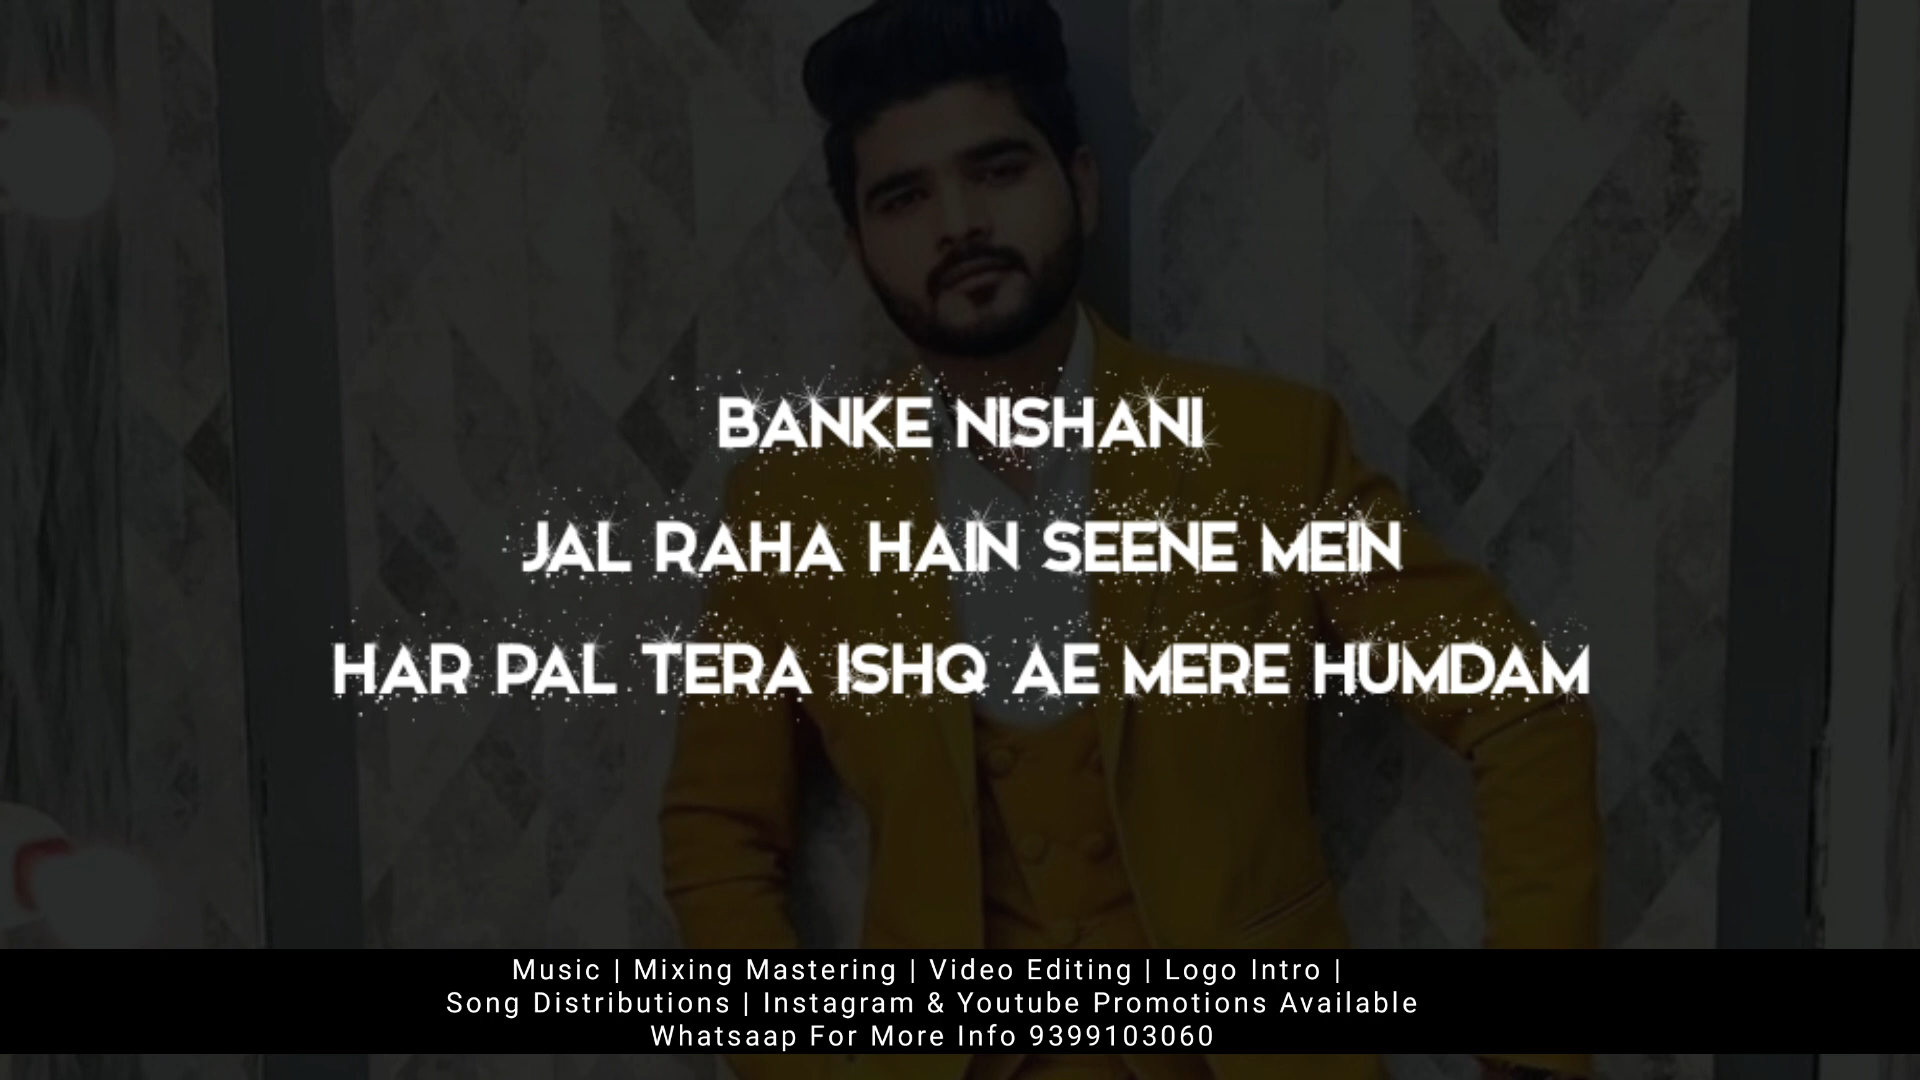 BANKE NISHANI
JAL RAHA HAIN SEENE MEIN
HAR PAL TERA ISHQ AE MERE HUMDAM
Music | Mixing Mastering | Video Editing | Logo Intro |
Song Distributions | Instagram & Youtube Promotions Available
Whatsaap For More Info 9399103060